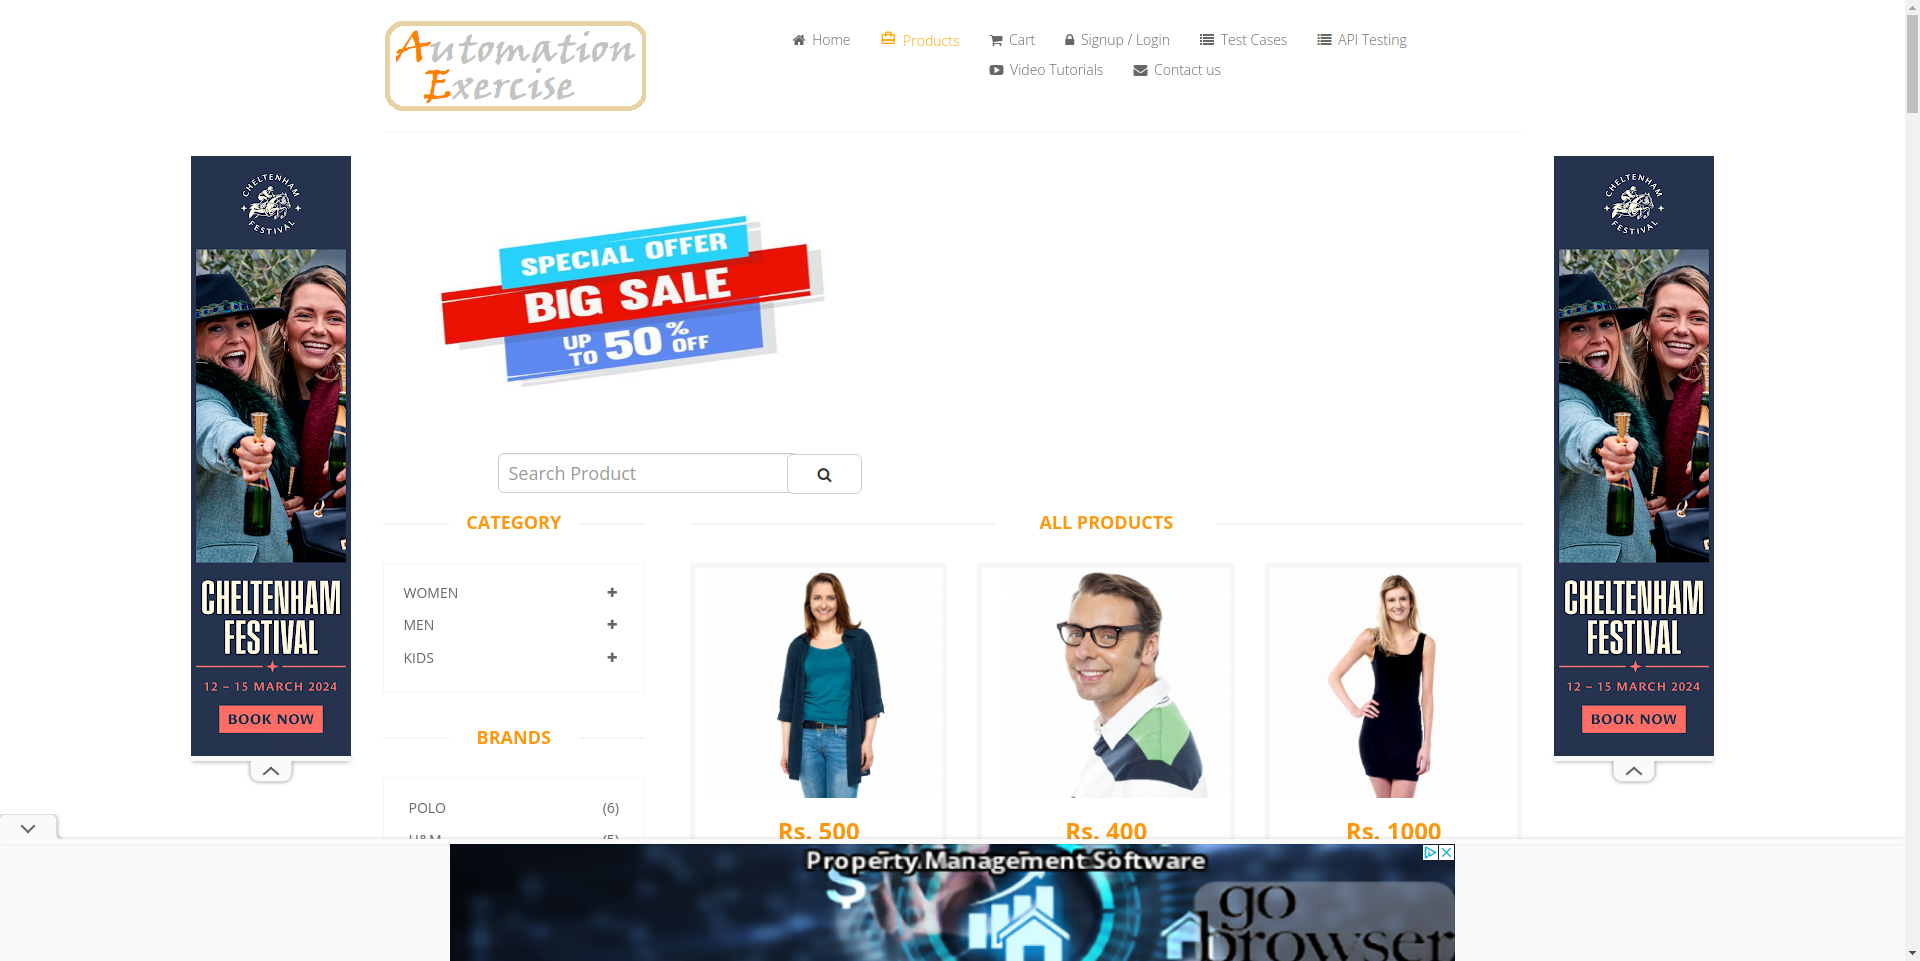 Automation
Exercise
Home
Products
Cart
Signup / Login
Test Cases
API Testing
Video Tutorials
Contact us
CHELTENHAM
FESTIVAL
CHELTENHAM
FESTIVAL
12 – 15 MARCH 2024
BOOK NOW
SPECIAL OFFER
BIG SALE
UP TO 50% OFF
Search Product
CATEGORY
WOMEN
MEN
KIDS
BRANDS
POLO (6)
H&M (5)
ALL PRODUCTS
Rs. 500
Rs. 400
Rs. 1000
CHELTENHAM
FESTIVAL
CHELTENHAM
FESTIVAL
12 – 15 MARCH 2024
BOOK NOW
Property Management Software
go
browser